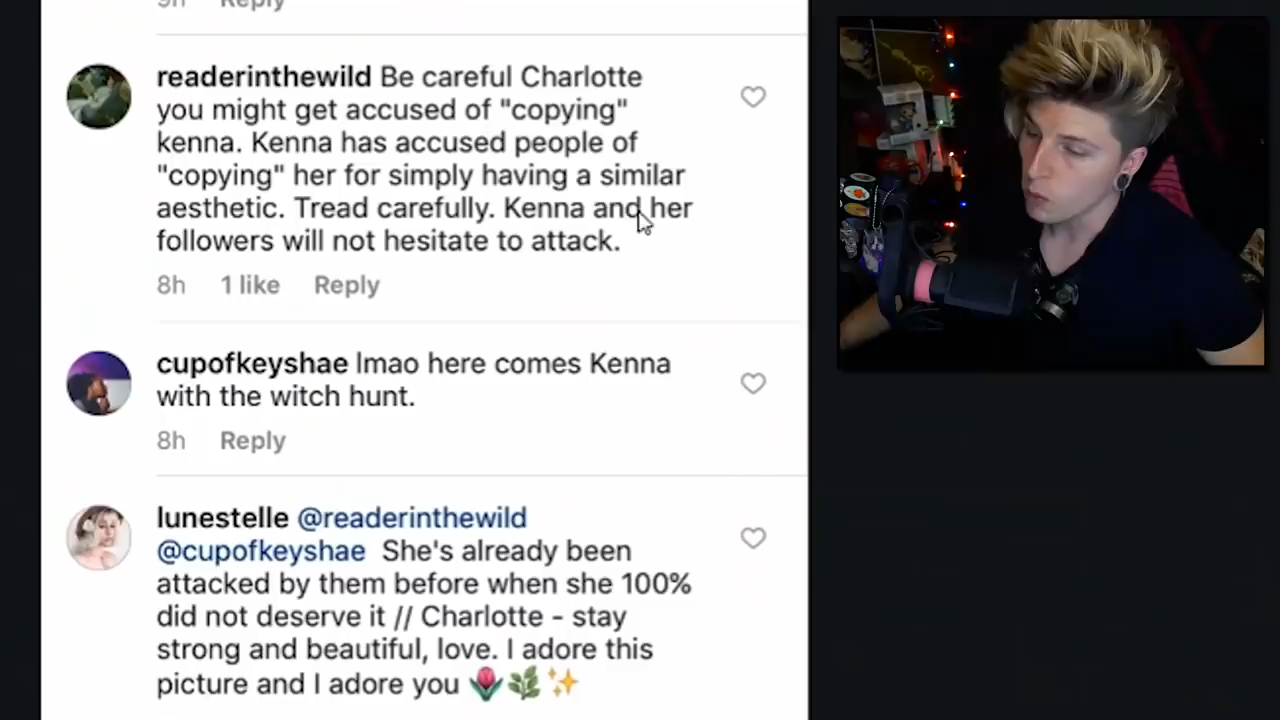 9h Reply
readerinthewild Be careful Charlotte
you might get accused of "copying"
kenna. Kenna has accused people of
"copying" her for simply having a similar
aesthetic. Tread carefully. Kenna and her
followers will not hesitate to attack.
8h 1 like Reply
cupofkeyshae lmao here comes Kenna
with the witch hunt.
8h Reply
lunestelle @readerinthewild
@cupofkeyshae She's already been
attacked by them before when she 100%
did not deserve it // Charlotte - stay
strong and beautiful, love. I adore this
picture and I adore you 🌷🌿✨